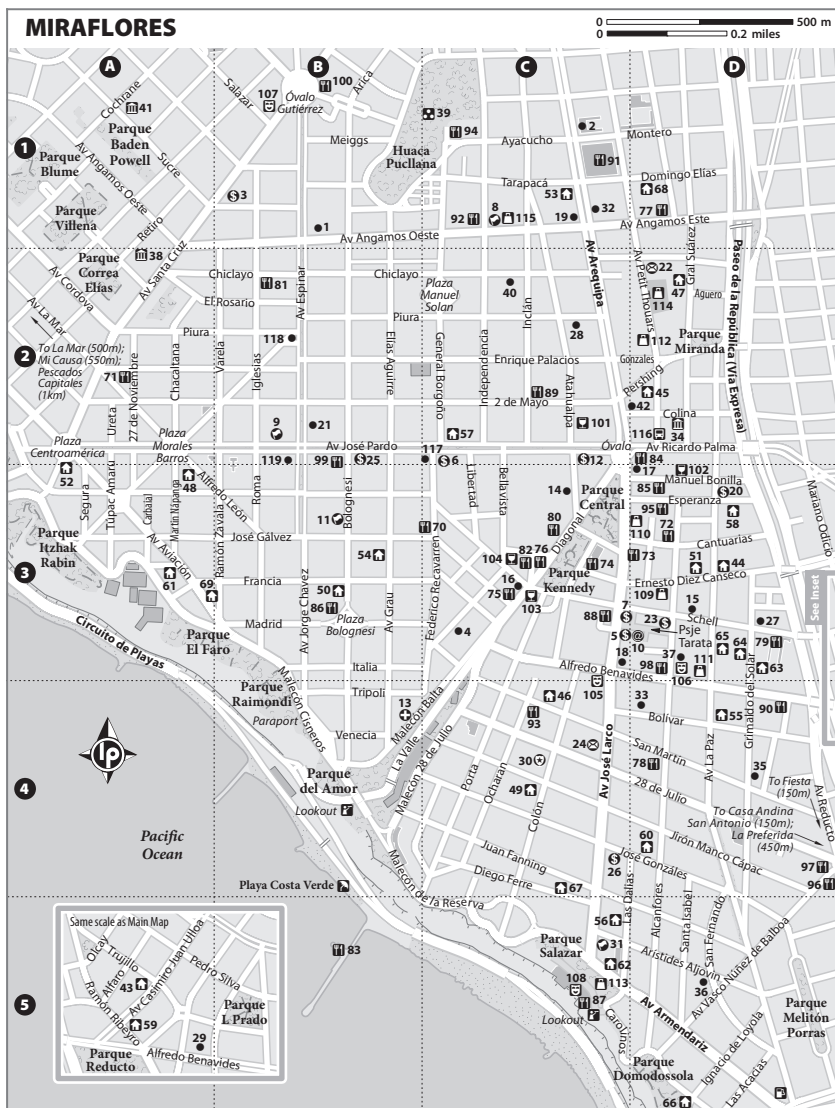 MIRAFLORES
0 500 m
0 0.2 miles
A
B
C
D
Cochrane
41
Salazar
107
100
Arica
Óvalo
Gutiérrez
39
94
2
Montero
Ayacucho
1
Parque
Baden
Powell
Parque
Blume
Av Angamos Oeste
Sucre
Meiggs
Huaca
Pucllana
91
Tarapacá
Domingo Elías
53
68
3
Parque
Villena
8
92
115
19
32
77
Av Angamos Este
1
Retiro
Av Angamos Oeste
Av Arequipa
Gral Suárez
38
Av Santa Cruz
Parque
Correa
Elías
Av Cordova
Av La Mar
Chiclayo
81
El Rosario
Av Espinar
Chiclayo
Plaza
Manuel
Solan
40
Inclán
Av Petit Thouars
22
47
Aguero
114
Paseo de la República (Vía Expresa)
Piura
118
Piura
28
112
Parque
Miranda
2
To La Mar (500m);
Mi Causa (550m);
Pescados
Capitales
(1km)
71
Ureta
27 de Noviembre
Chacaltana
Varela
Iglesias
Elías Aguirre
General Borgoño
Independencia
Enrique Palacios
Gonzales
Pershing
89
2 de Mayo
Atahualpa
45
42
Colina
9
21
57
101
116
34
Plaza
Centroamérica
Plaza
Morales
Barros
Av José Pardo
117
Óvalo
Av Ricardo Palma
52
48
119
99
25
6
12
84
17
102
Manuel Bonilla
Segura
Túpac Amaru
Carbajal
Martín Nápanga
Alfredo León
Ramón Zavala
Roma
Bolognesi
Libertad
Bellavista
14
Parque
Central
85
20
Esperanza
95
72
58
Mariano Odicio
11
José Gálvez
70
80
Diagonal
110
Cantuarias
Parque
Itzhak
Rabin
3
Av Aviación
54
104
82
76
74
73
51
44
Parque
Kennedy
Ernesto Diez Canseco
61
69
Francia
50
16
75
103
109
15
See Inset
86
Plaza
Bolognesi
Av Jorge Chávez
Av Grau
Federico Recavarren
88
7
23
Schell
27
Madrid
4
5
10
Psje
Tarata
65
64
79
Circuito de Playas
Parque
El Faro
Italia
18
98
37
106
111
63
Alfredo Benavides
Parque
Raimondi
Tripoli
105
Paraport
Malecón Cisneros
13
Malecón Balta
46
33
Bolívar
55
Grimaldo del Solar
90
93
Venecia
La Valle
Malecón 28 de Julio
24
Av José Larco
San Martín
Av La Paz
lp
4
Parque
del Amor
30
78
35
To Fiesta
(150m)
Lookout
Porta
Ocharán
49
Colón
28 de Julio
To Casa Andina
San Antonio (150m);
La Preferida
(450m)
Av Reducto
Pacific
Ocean
60
Jirón Manco Cápac
Juan Fanning
26
José Gonzáles
97
96
Playa Costa Verde
Malecón de la Reserva
Diego Ferre
67
Las Dalias
Alcanfores
Santa Isabel
San Fernando
Same scale as Main Map
56
Olcay
Trujillo
Alfaro
Av Casimiro Juan Ulloa
Pedro Silva
83
Parque
Salazar
31
62
Arístides Aljovín
Av Vasco Núñez de Balboa
43
108
113
36
Ramón Ribeyro
59
Parque
L Prado
87
Lookout
5
29
Av Armendariz
Parque
Melitón
Porras
Parque
Reducto
Alfredo Benavides
Parque
Domodossola
Ignacio de Loyola
Las Acacias
66